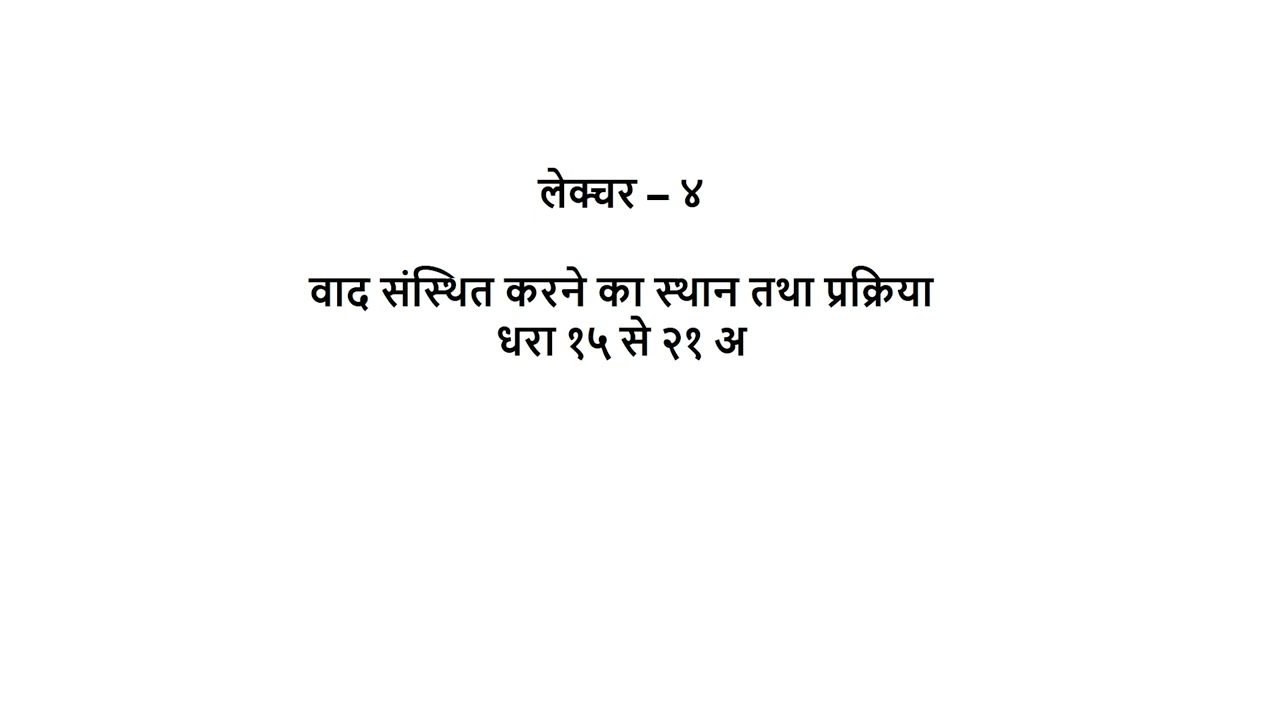 लेक्चर – ४
वाद संस्थित करने का स्थान तथा प्रक्रिया
धरा १५ से २१ अ